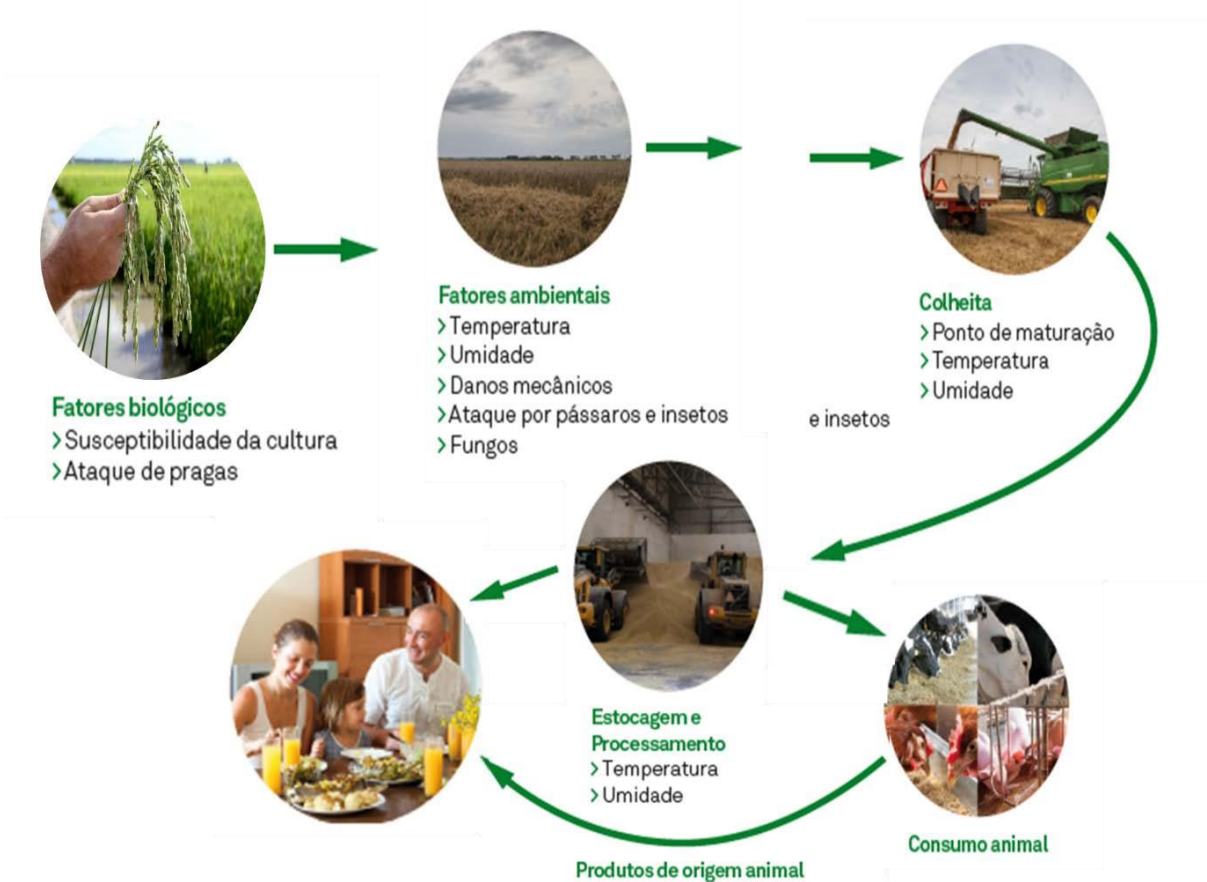 Fatores biológicos
>Susceptibilidade da cultura
>Ataque de pragas
Fatores ambientais
>Temperatura
>Umidade
>Danos mecânicos
>Ataque por pássaros e insetos
>Fungos
e insetos
Colheita
>Ponto de maturação
>Temperatura
>Umidade
Estocagem e
Processamento
>Temperatura
>Umidade
Consumo animal
Produtos de origem animal